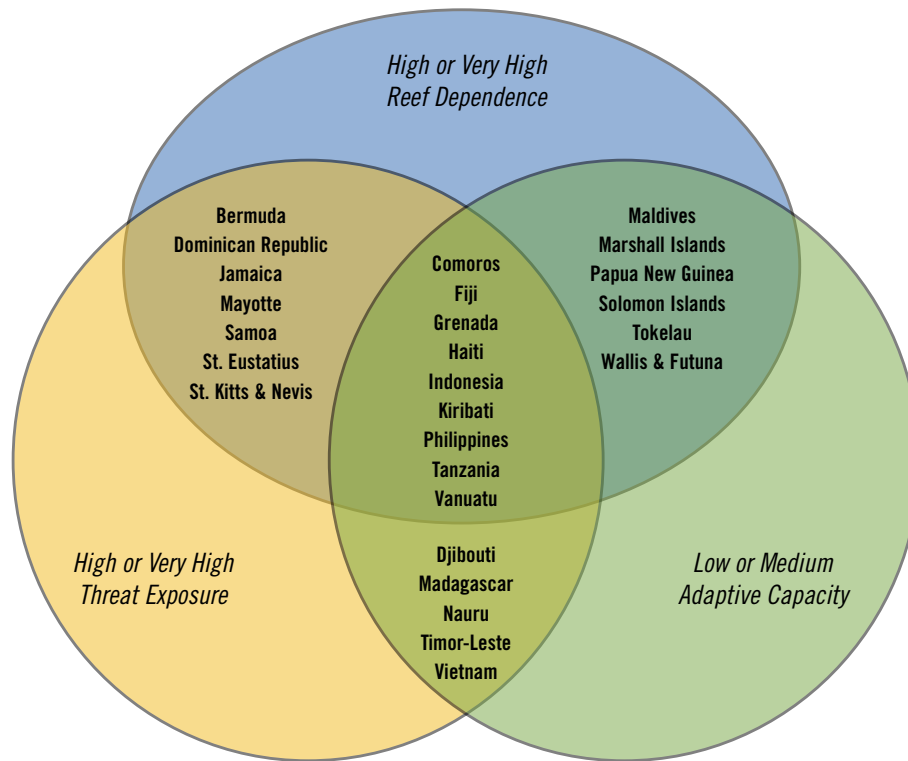 High or Very High
Reef Dependence
Bermuda
Dominican Republic
Jamaica
Mayotte
Samoa
St. Eustatius
St. Kitts & Nevis
Comoros
Fiji
Grenada
Haiti
Indonesia
Kiribati
Philippines
Tanzania
Vanuatu
Maldives
Marshall Islands
Papua New Guinea
Solomon Islands
Tokelau
Wallis & Futuna
High or Very High
Threat Exposure
Djibouti
Madagascar
Nauru
Timor-Leste
Vietnam
Low or Medium
Adaptive Capacity